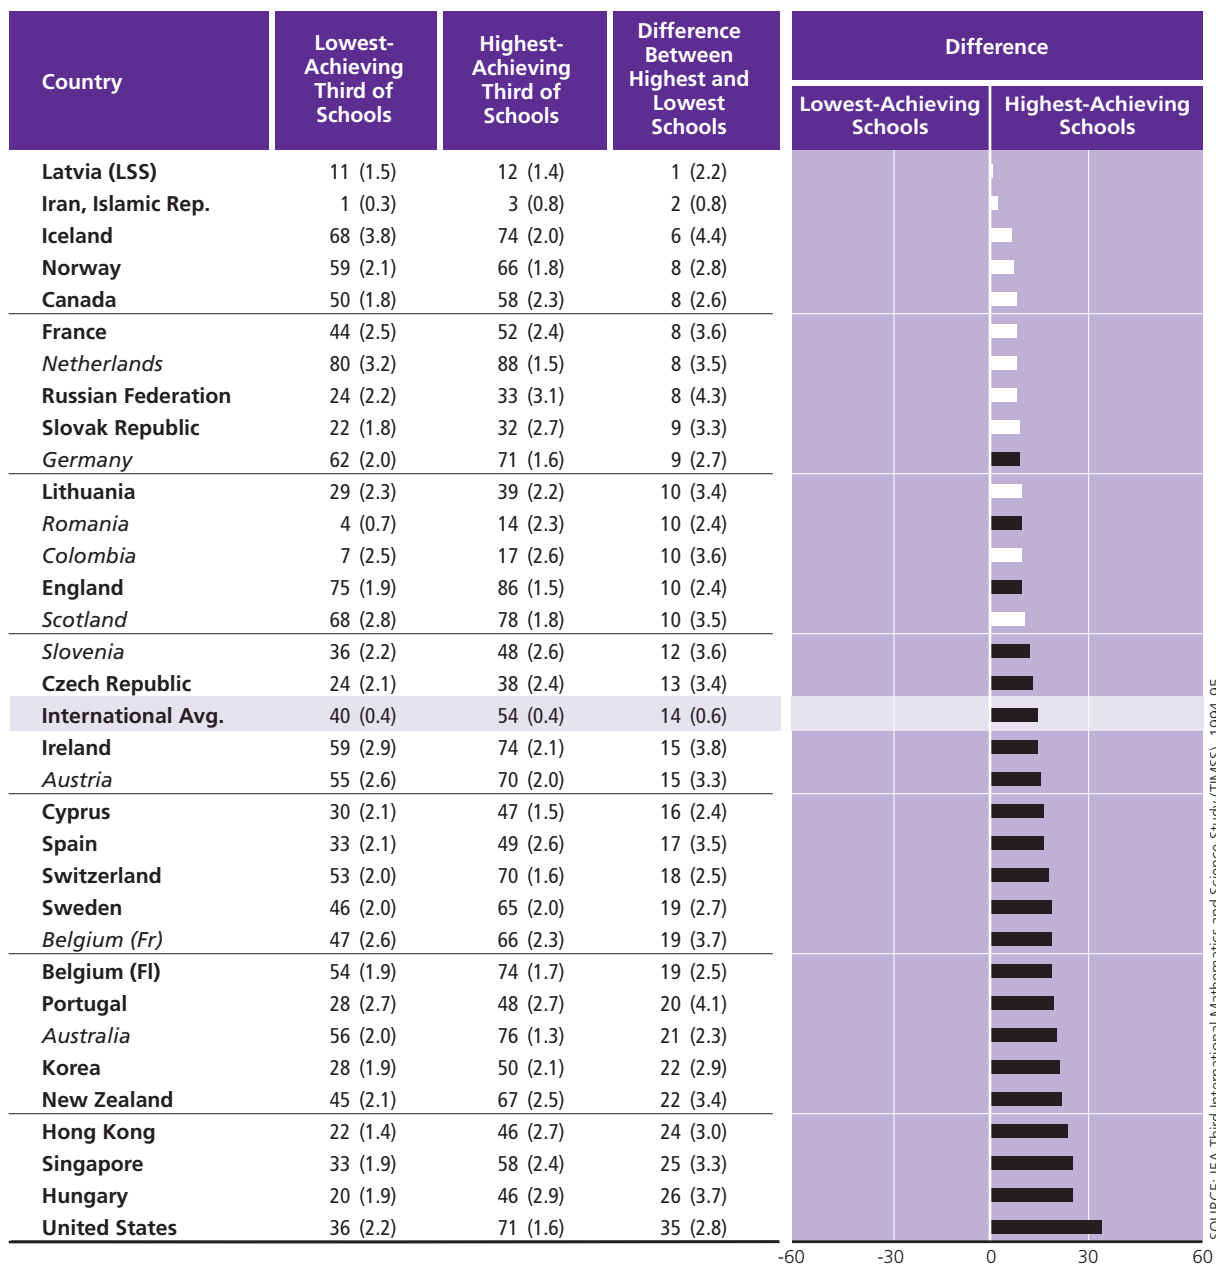 Country
Lowest-
Achieving
Third of
Schools
Highest-
Achieving
Third of
Schools
Difference
Between
Highest and
Lowest
Schools
Difference
Lowest-Achieving
Schools
Highest-Achieving
Schools
Latvia (LSS) 11 (1.5) 12 (1.4) 1 (2.2)
Iran, Islamic Rep. 1 (0.3) 3 (0.8) 2 (0.8)
Iceland 68 (3.8) 74 (2.0) 6 (4.4)
Norway 59 (2.1) 66 (1.8) 8 (2.8)
Canada 50 (1.8) 58 (2.3) 8 (2.6)
France 44 (2.5) 52 (2.4) 8 (3.6)
Netherlands 80 (3.2) 88 (1.5) 8 (3.5)
Russian Federation 24 (2.2) 33 (3.1) 8 (4.3)
Slovak Republic 22 (1.8) 32 (2.7) 9 (3.3)
Germany 62 (2.0) 71 (1.6) 9 (2.7)
Lithuania 29 (2.3) 39 (2.2) 10 (3.4)
Romania 4 (0.7) 14 (2.3) 10 (2.4)
Colombia 7 (2.5) 17 (2.6) 10 (3.6)
England 75 (1.9) 86 (1.5) 10 (2.4)
Scotland 68 (2.8) 78 (1.8) 10 (3.5)
Slovenia 36 (2.2) 48 (2.6) 12 (3.6)
Czech Republic 24 (2.1) 38 (2.4) 13 (3.4)
International Avg. 40 (0.4) 54 (0.4) 14 (0.6)
Ireland 59 (2.9) 74 (2.1) 15 (3.8)
Austria 55 (2.6) 70 (2.0) 15 (3.3)
Cyprus 30 (2.1) 47 (1.5) 16 (2.4)
Spain 33 (2.1) 49 (2.6) 17 (3.5)
Switzerland 53 (2.0) 70 (1.6) 18 (2.5)
Sweden 46 (2.0) 65 (2.0) 19 (2.7)
Belgium (Fr) 47 (2.6) 66 (2.3) 19 (3.7)
Belgium (Fl) 54 (1.9) 74 (1.7) 19 (2.5)
Portugal 28 (2.7) 48 (2.7) 20 (4.1)
Australia 56 (2.0) 76 (1.3) 21 (2.3)
Korea 28 (1.9) 50 (2.1) 22 (2.9)
New Zealand 45 (2.1) 67 (2.5) 22 (3.4)
Hong Kong 22 (1.4) 46 (2.7) 24 (3.0)
Singapore 33 (1.9) 58 (2.4) 25 (3.3)
Hungary 20 (1.9) 46 (2.9) 26 (3.7)
United States 36 (2.2) 71 (1.6) 35 (2.8)
-60 -30 0 30 60
SOURCE: IEA Third International Mathematics and Science Study (TIMSS), 1994-95